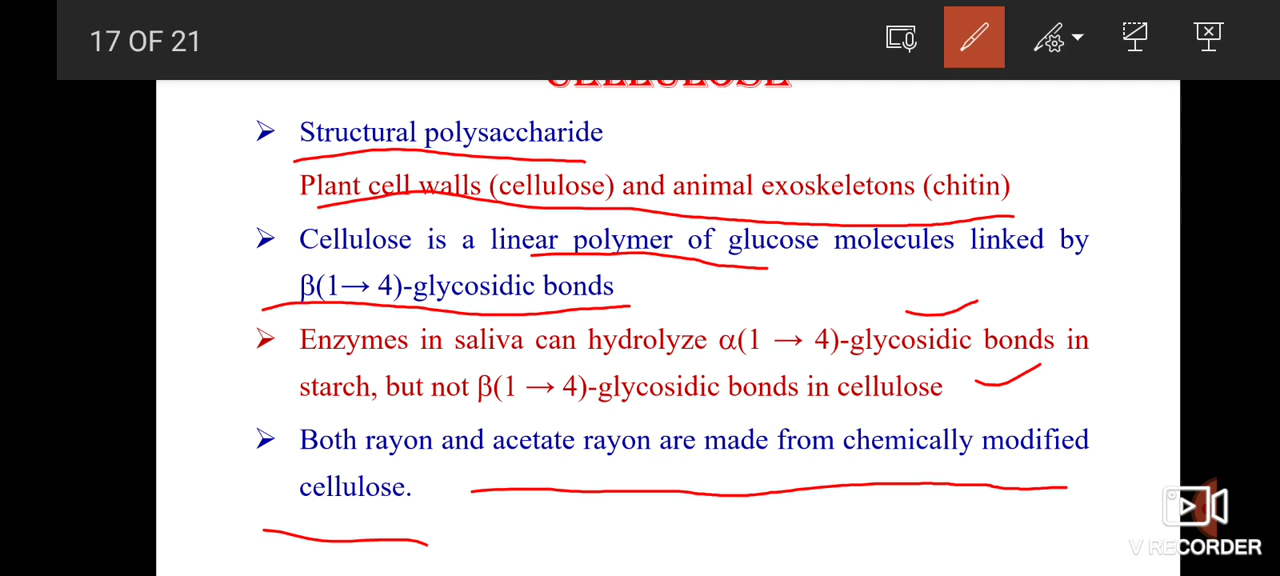 17 OF 21
CELLULOSE
➢ Structural polysaccharide
Plant cell walls (cellulose) and animal exoskeletons (chitin)
➢ Cellulose is a linear polymer of glucose molecules linked by
β(1→ 4)-glycosidic bonds
➢ Enzymes in saliva can hydrolyze α(1 → 4)-glycosidic bonds in
starch, but not β(1 → 4)-glycosidic bonds in cellulose
➢ Both rayon and acetate rayon are made from chemically modified
cellulose.
V RECORDER